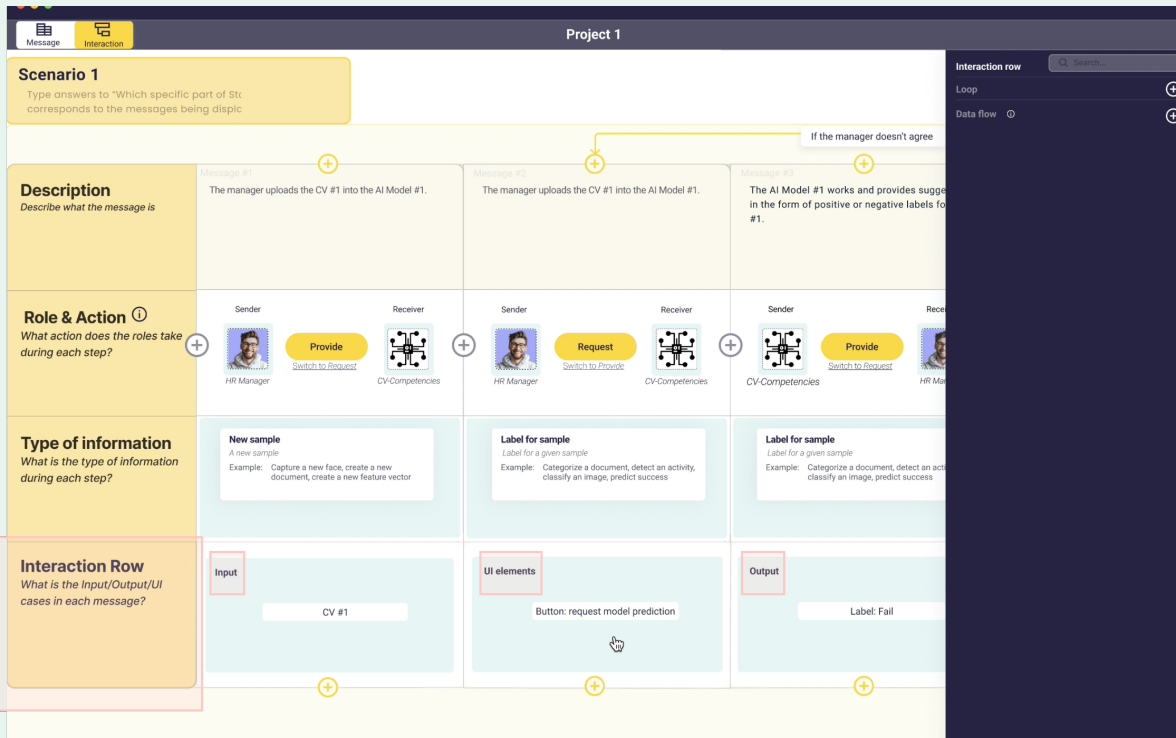 Message
Interaction
Project 1
Scenario 1
Type answers to "Which specific part of Sto
corresponds to the messages being displc
Interaction row
Search...
Loop
Data flow
If the manager doesn't agree
Description
Describe what the message is
Message #1
The manager uploads the CV #1 into the AI Model #1.
Message #2
The manager uploads the CV #1 into the AI Model #1.
Message #3
The AI Model #1 works and provides sugge
in the form of positive or negative labels fo
#1.
Role & Action
What action does the roles take
during each step?
Sender
Receiver
Provide
Switch to Request
HR Manager
CV-Competencies
Sender
Receiver
Request
Switch to Provide
HR Manager
CV-Competencies
Sender
Recei
Provide
Switch to Request
CV-Competencies
HR Mar
Type of information
What is the type of information
during each step?
New sample
A new sample
Example: Capture a new face, create a new
document, create a new feature vector
Label for sample
Label for a given sample
Example: Categorize a document, detect an activity,
classify an image, predict success
Label for sample
Label for a given sample
Example: Categorize a document, detect an acti
classify an image, predict success
Interaction Row
What is the Input/Output/UI
cases in each message?
Input
CV #1
UI elements
Button: request model prediction
Output
Label: Fail